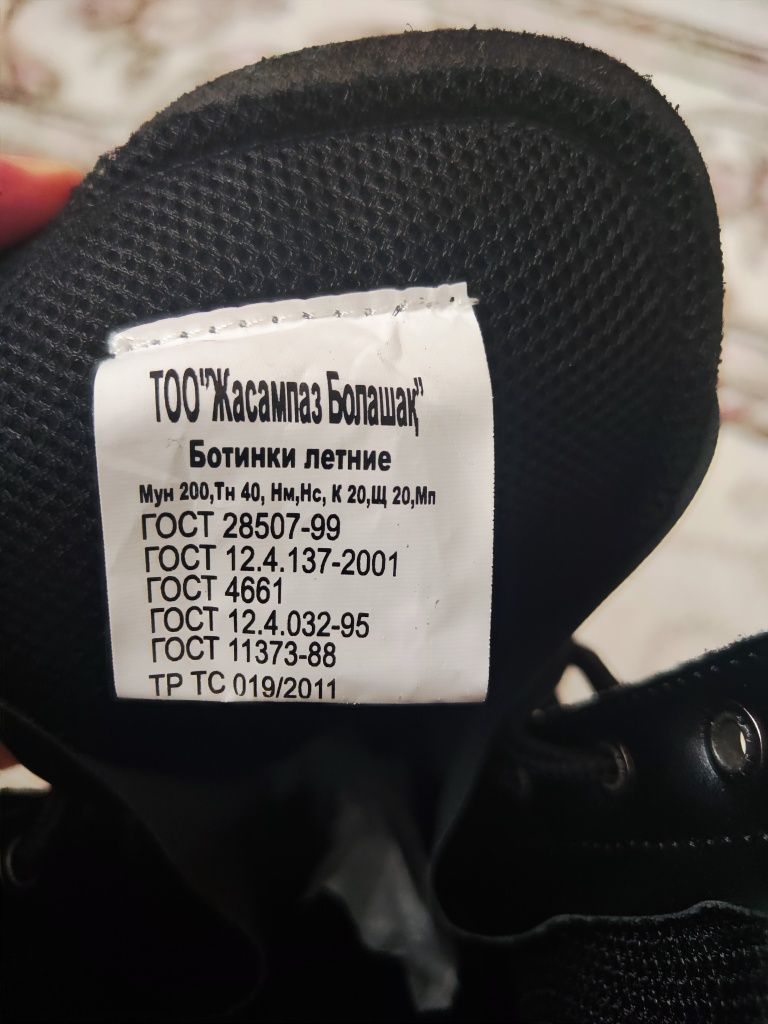 ТОО"Жасампаз Болашақ"
Ботинки летние
Мун 200,Тн 40, Нм,Нс, К 20,Щ 20,Мп
ГОСТ 28507-99
ГОСТ 12.4.137-2001
ГОСТ 4661
ГОСТ 12.4.032-95
ГОСТ 11373-88
ТР ТС 019/2011